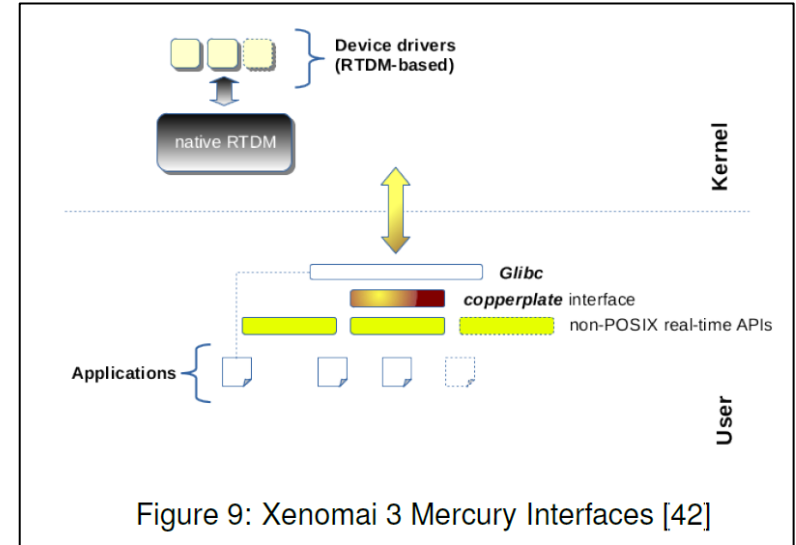 Device drivers
(RTDM-based)
native RTDM
Kernel
Glibc
copperplate interface
non-POSIX real-time APIs
Applications
User
Figure 9: Xenomai 3 Mercury Interfaces [42]